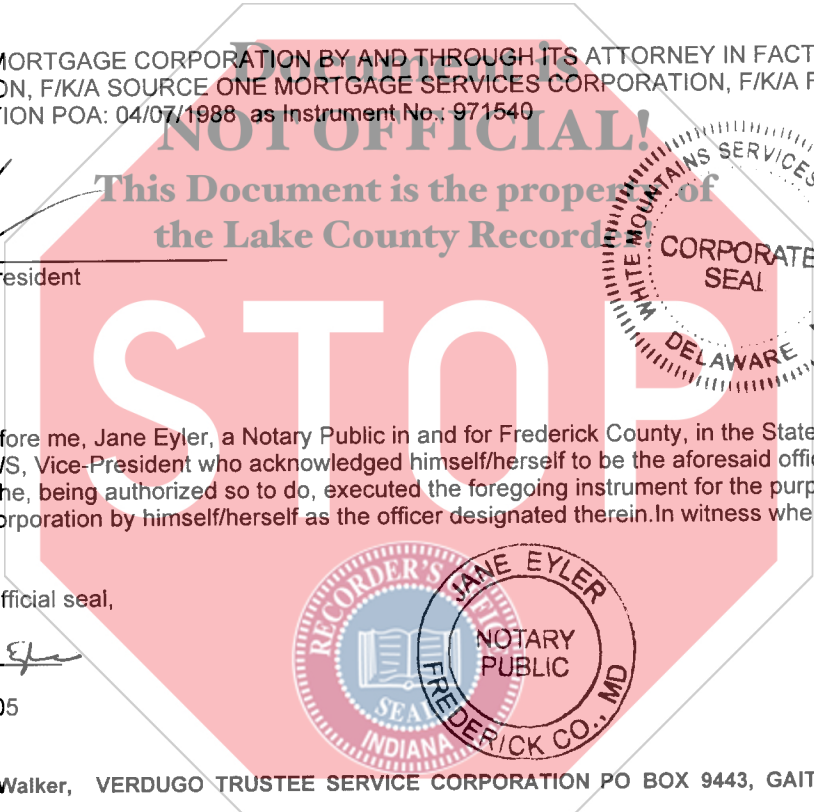 MORTGAGE CORPORATION BY AND THROUGH ITS ATTORNEY IN FACT
ON, F/K/A SOURCE ONE MORTGAGE SERVICES CORPORATION, F/K/A F
TION POA: 04/07/1988 as Instrument No.: 971540
Document is
NOT OFFICIAL!
This Document is the property of
the Lake County Recorder!
WHITE MOUNTAINS SERVICES
CORPORATE
SEAL
DELAWARE
resident
STOP
fore me, Jane Eyler, a Notary Public in and for Frederick County, in the State
VS, Vice-President who acknowledged himself/herself to be the aforesaid offic
he, being authorized so to do, executed the foregoing instrument for the purp
orporation by himself/herself as the officer designated therein.In witness whe
fficial seal,
RECORDER'S OFFICE
SEAL
INDIANA
JANE EYLER
NOTARY
PUBLIC
FREDERICK CO., MD
05
Walker, VERDUGO TRUSTEE SERVICE CORPORATION PO BOX 9443, GAIT